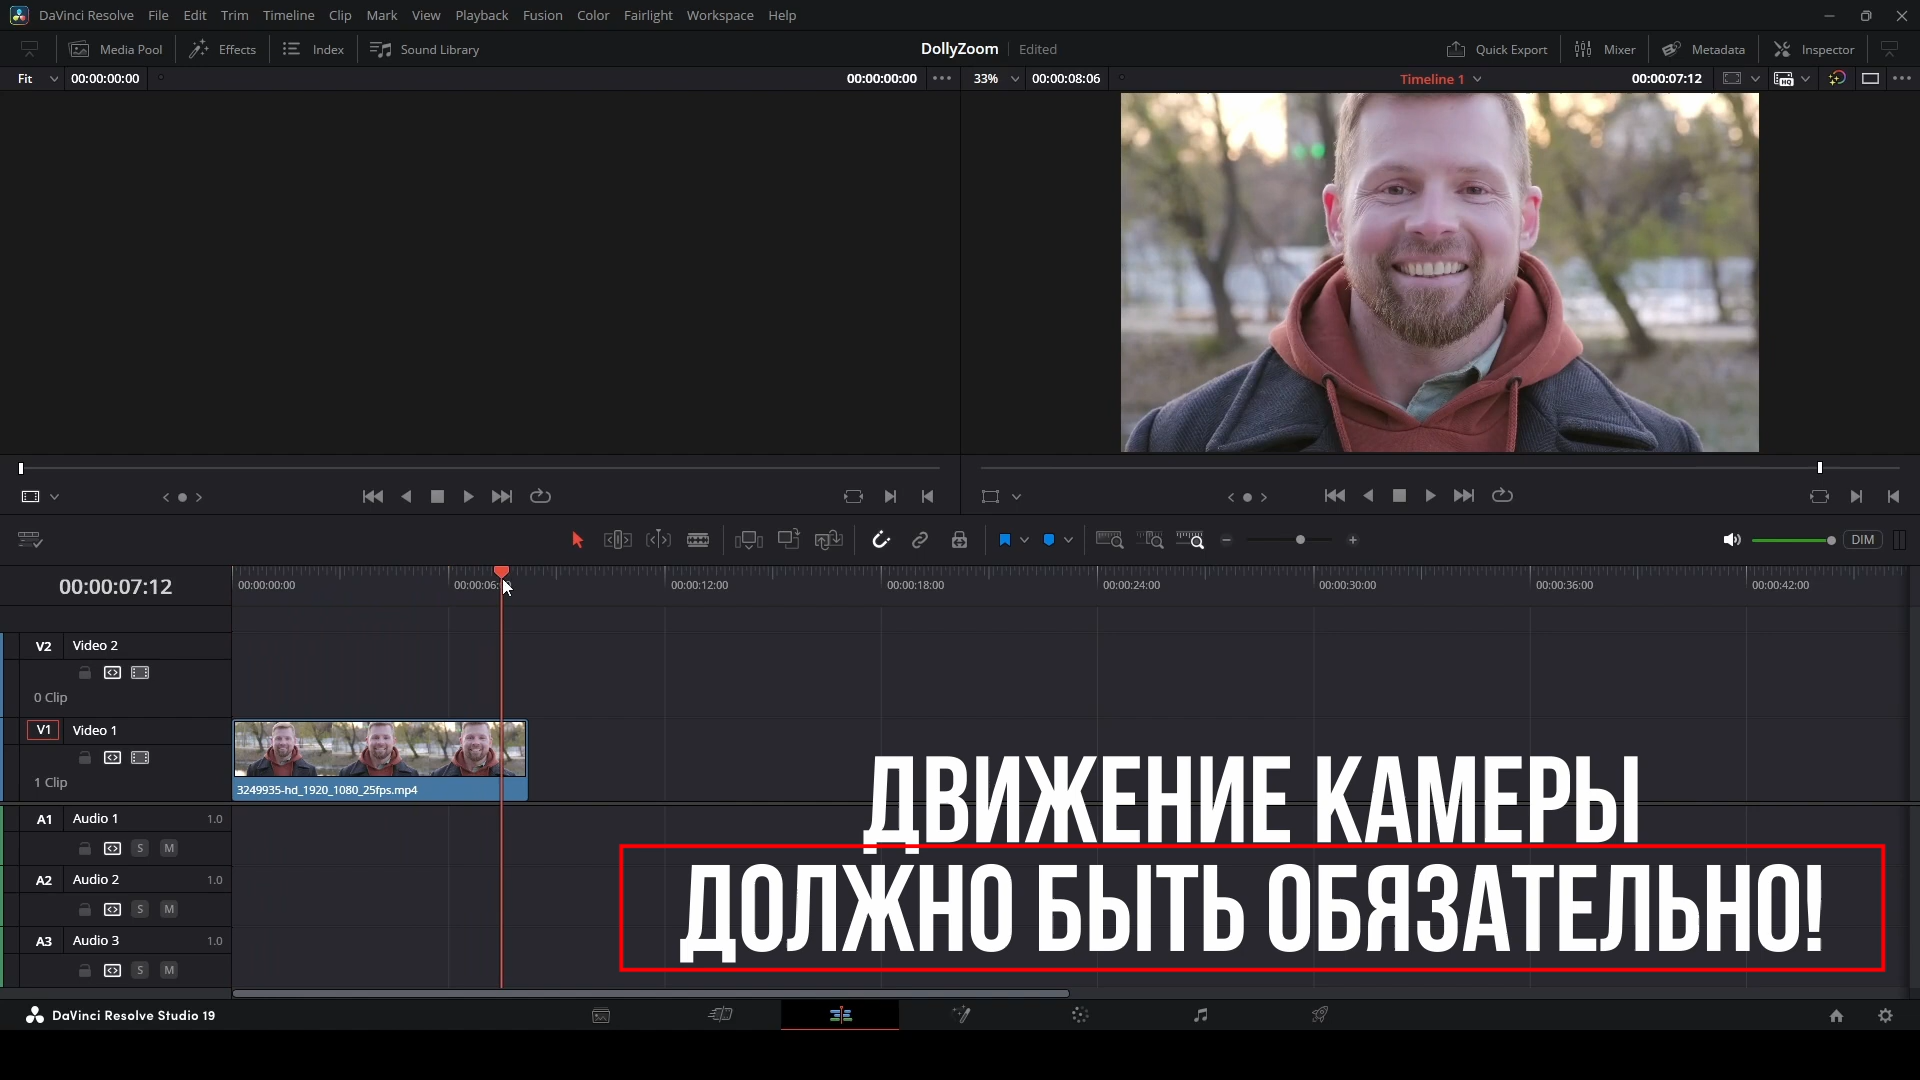 DaVinci Resolve File Edit Trim Timeline Clip Mark View Playback Fusion Color Fairlight Workspace Help
Media Pool Effects Index Sound Library DollyZoom Edited Quick Export Mixer Metadata Inspector
Fit 00:00:00:00 00:00:00:00 33% 00:00:08:06 Timeline 1 00:00:07:12
HQ
DIM
00:00:07:12 00:00:00:00 00:00:06:00 00:00:12:00 00:00:18:00 00:00:24:00 00:00:30:00 00:00:36:00 00:00:42:00
V2 Video 2
0 Clip
V1 Video 1
1 Clip
3249935-hd_1920_1080_25fps.mp4
A1 Audio 1 1.0
S M
A2 Audio 2 1.0
S M
A3 Audio 3 1.0
S M
ДВИЖЕНИЕ КАМЕРЫ
ДОЛЖНО БЫТЬ ОБЯЗАТЕЛЬНО!
DaVinci Resolve Studio 19